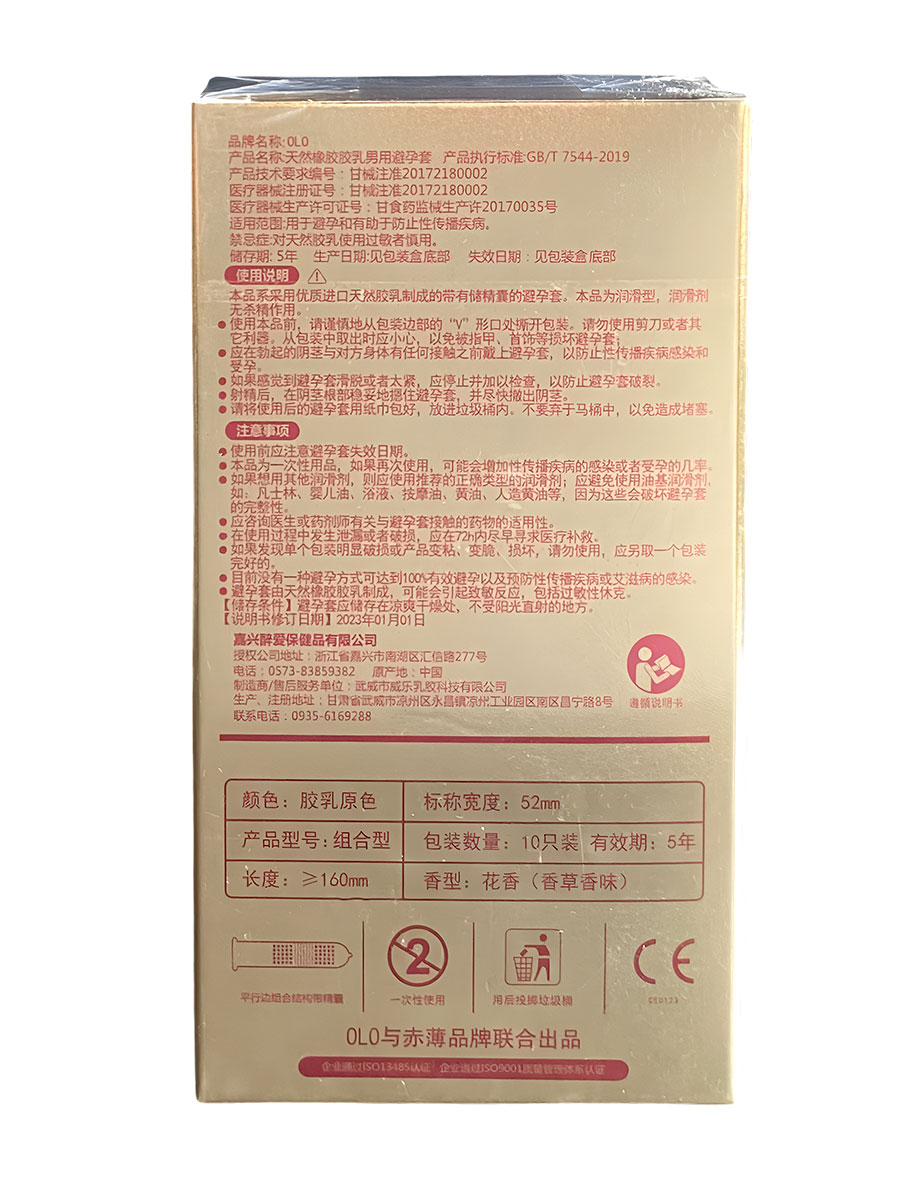 品牌名称:OLO
产品名称:天然橡胶胶乳男用避孕套 产品执行标准:GB/T 7544-2019
产品技术要求编号：甘械注准20172180002
医疗器械注册证号：甘械注准20172180002
医疗器械生产许可证号：甘食药监械生产许20170035号
适用范围:用于避孕和有助于防止性传播疾病。
禁忌症:对天然胶乳使用过敏者慎用。
储存期: 5年 生产日期:见包装盒底部 失效日期：见包装盒底部
使用说明
本品系采用优质进口天然胶乳制成的带有储精囊的避孕套。本品为润滑型，润滑剂
无杀精作用。
●使用本品前，请谨慎地从包装边部的“V”形口处撕开包装。请勿使用剪刀或者其
它利器。从包装中取出时应小心，以免被指甲、首饰等损坏避孕套；
●应在勃起的阴茎与对方身体有任何接触之前戴上避孕套，以防止性传播疾病感染和
受孕。
●如果感觉到避孕套滑脱或者太紧，应停止并加以检查，以防止避孕套破裂。
●射精后，在阴茎根部稳妥地摁住避孕套，并尽快撤出阴茎。
●请将使用后的避孕套用纸巾包好，放进垃圾桶内。不要弃于马桶中，以免造成堵塞。
注意事项
●使用前应注意避孕套失效日期。
●本品为一次性用品，如果再次使用，可能会增加性传播疾病的感染或者受孕的几率。
●如果想用其他润滑剂，则应使用推荐的正确类型的润滑剂；应避免使用油基润滑剂，
如：凡士林、婴儿油、浴液、按摩油、黄油、人造黄油等，因为这些会破坏避孕套
的完整性。
●应咨询医生或药剂师有关与避孕套接触的药物的适用性。
●在使用过程中发生泄漏或者破损，应在72h内尽早寻求医疗补救。
●如果发现单个包装明显破损或产品变粘、变脆、损坏，请勿使用，应另取一个包装
完好的。
●目前没有一种避孕方式可达到100%有效避孕以及预防性传播疾病或艾滋病的感染。
●避孕套由天然橡胶胶乳制成，可能会引起致敏反应，包括过敏性休克。
【储存条件】避孕套应储存在凉爽干燥处，不受阳光直射的地方。
【说明书修订日期】2023年01月01日
嘉兴醉爱保健品有限公司
授权公司地址：浙江省嘉兴市南湖区汇信路277号
电话：0573-83859382 原产地：中国
制造商/售后服务单位：武威市威乐乳胶科技有限公司
生产、注册地址：甘肃省武威市凉州区永昌镇凉州工业园区南区昌宁路8号
联系电话：0935-6169288
遵循说明书
颜色：胶乳原色 标称宽度：52mm
产品型号：组合型 包装数量：10只装 有效期：5年
长度：≥160mm 香型：花香（香草香味）
2
CE
平行边组合结构带精囊 一次性使用 用后投掷垃圾桶 CE0123
OLO与赤薄品牌联合出品
企业通过ISO13485认证 企业通过ISO9001质量管理体系认证